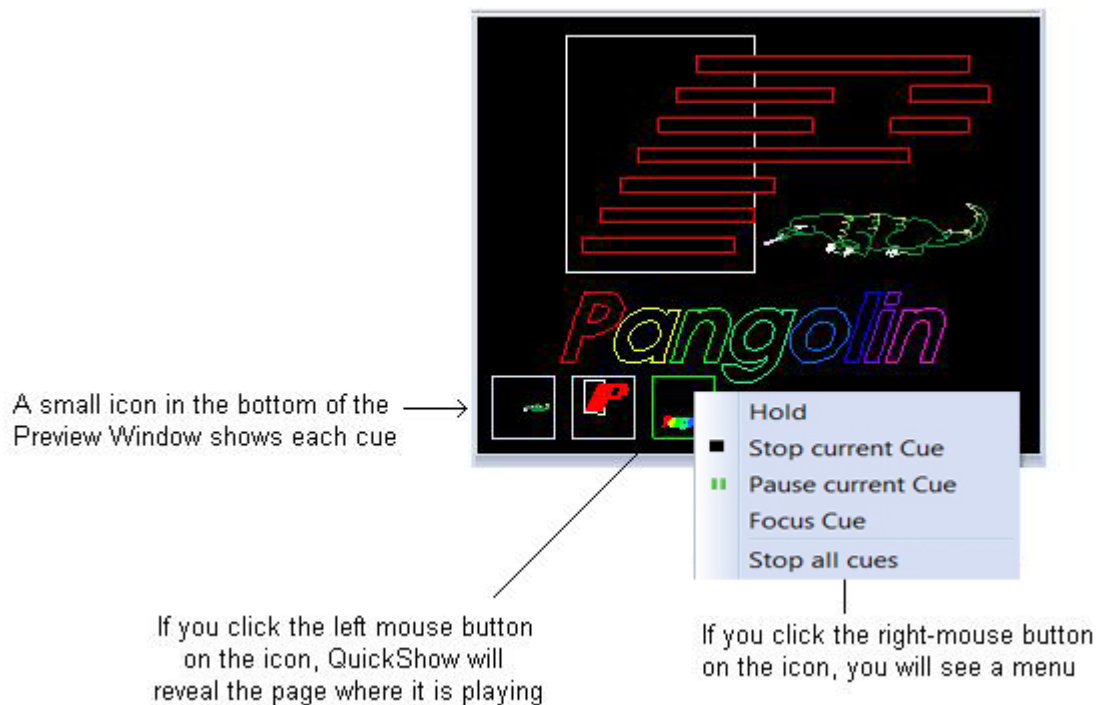 Pangolin
A small icon in the bottom of the
Preview Window shows each cue
Hold
Stop current Cue
Pause current Cue
Focus Cue
Stop all cues
If you click the left mouse button
on the icon, QuickShow will
reveal the page where it is playing
If you click the right-mouse button
on the icon, you will see a menu